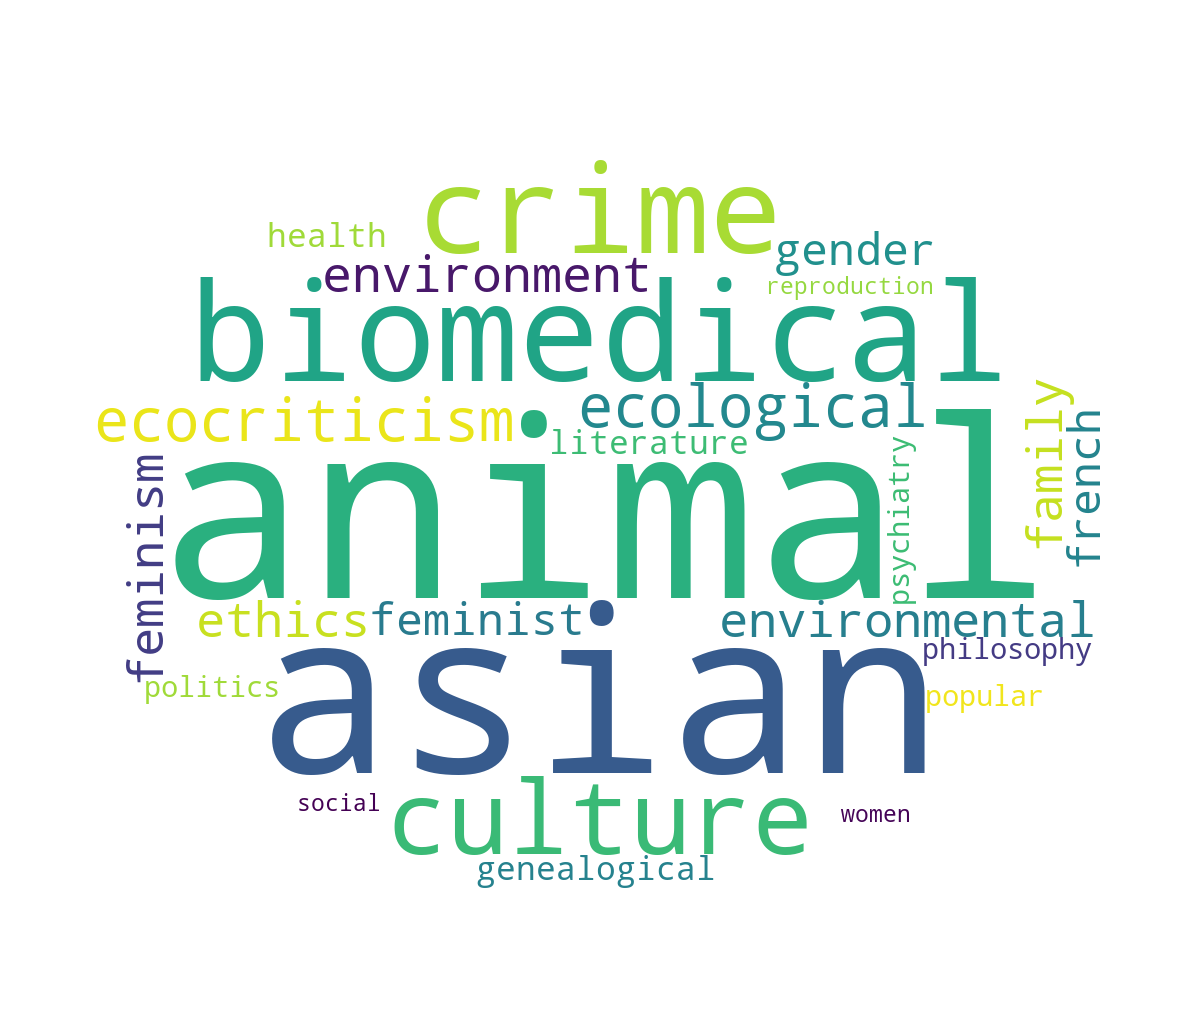 crime
health
gender
environment
reproduction
biomedical
ecological
family
ecocriticism
french
literature
animal
psychiatry
feminism
ethics
feminist
environmental
philosophy
asian
politics
popular
culture
social
women
genealogical